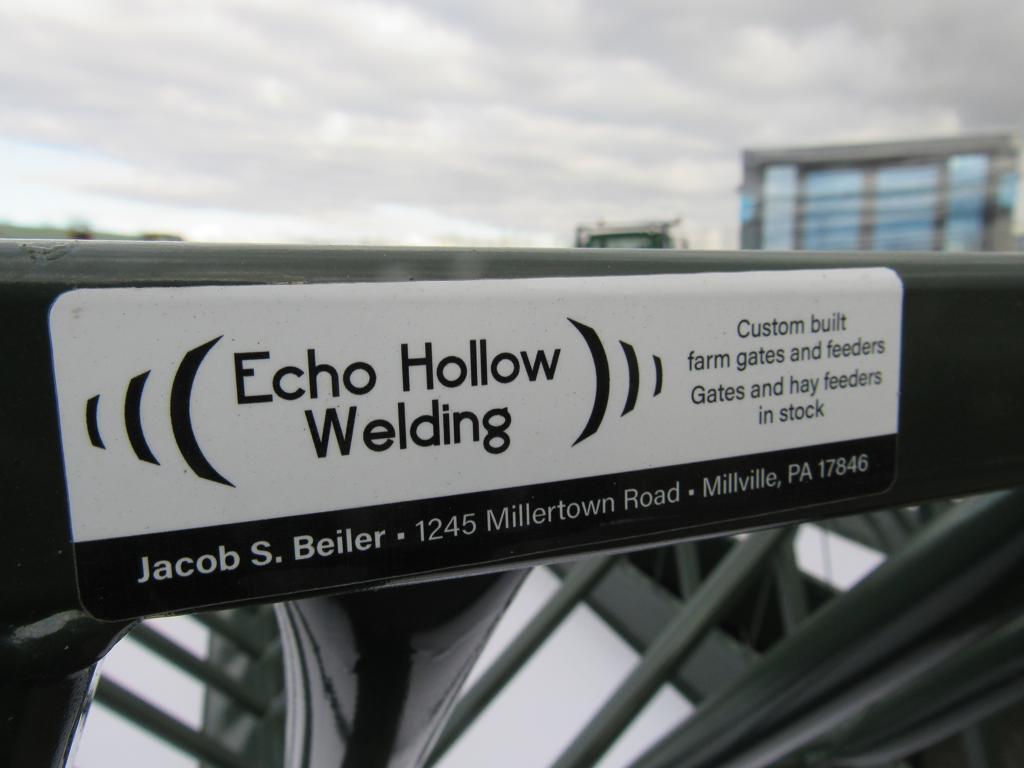 Echo Hollow
Welding
Custom built
farm gates and feeders
Gates and hay feeders
in stock
Jacob S. Beiler ▪ 1245 Millertown Road ▪ Millville, PA 17846